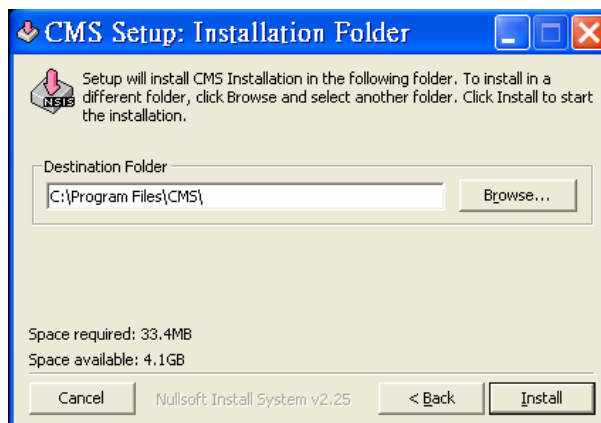 CMS Setup: Installation Folder
Setup will install CMS Installation in the following folder. To install in a
different folder, click Browse and select another folder. Click Install to start
the installation.
NSIS
Destination Folder
C:\Program Files\CMS\
Browse...
Space required: 33.4MB
Space available: 4.1GB
Cancel
Nullsoft Install System v2.25
< Back
Install